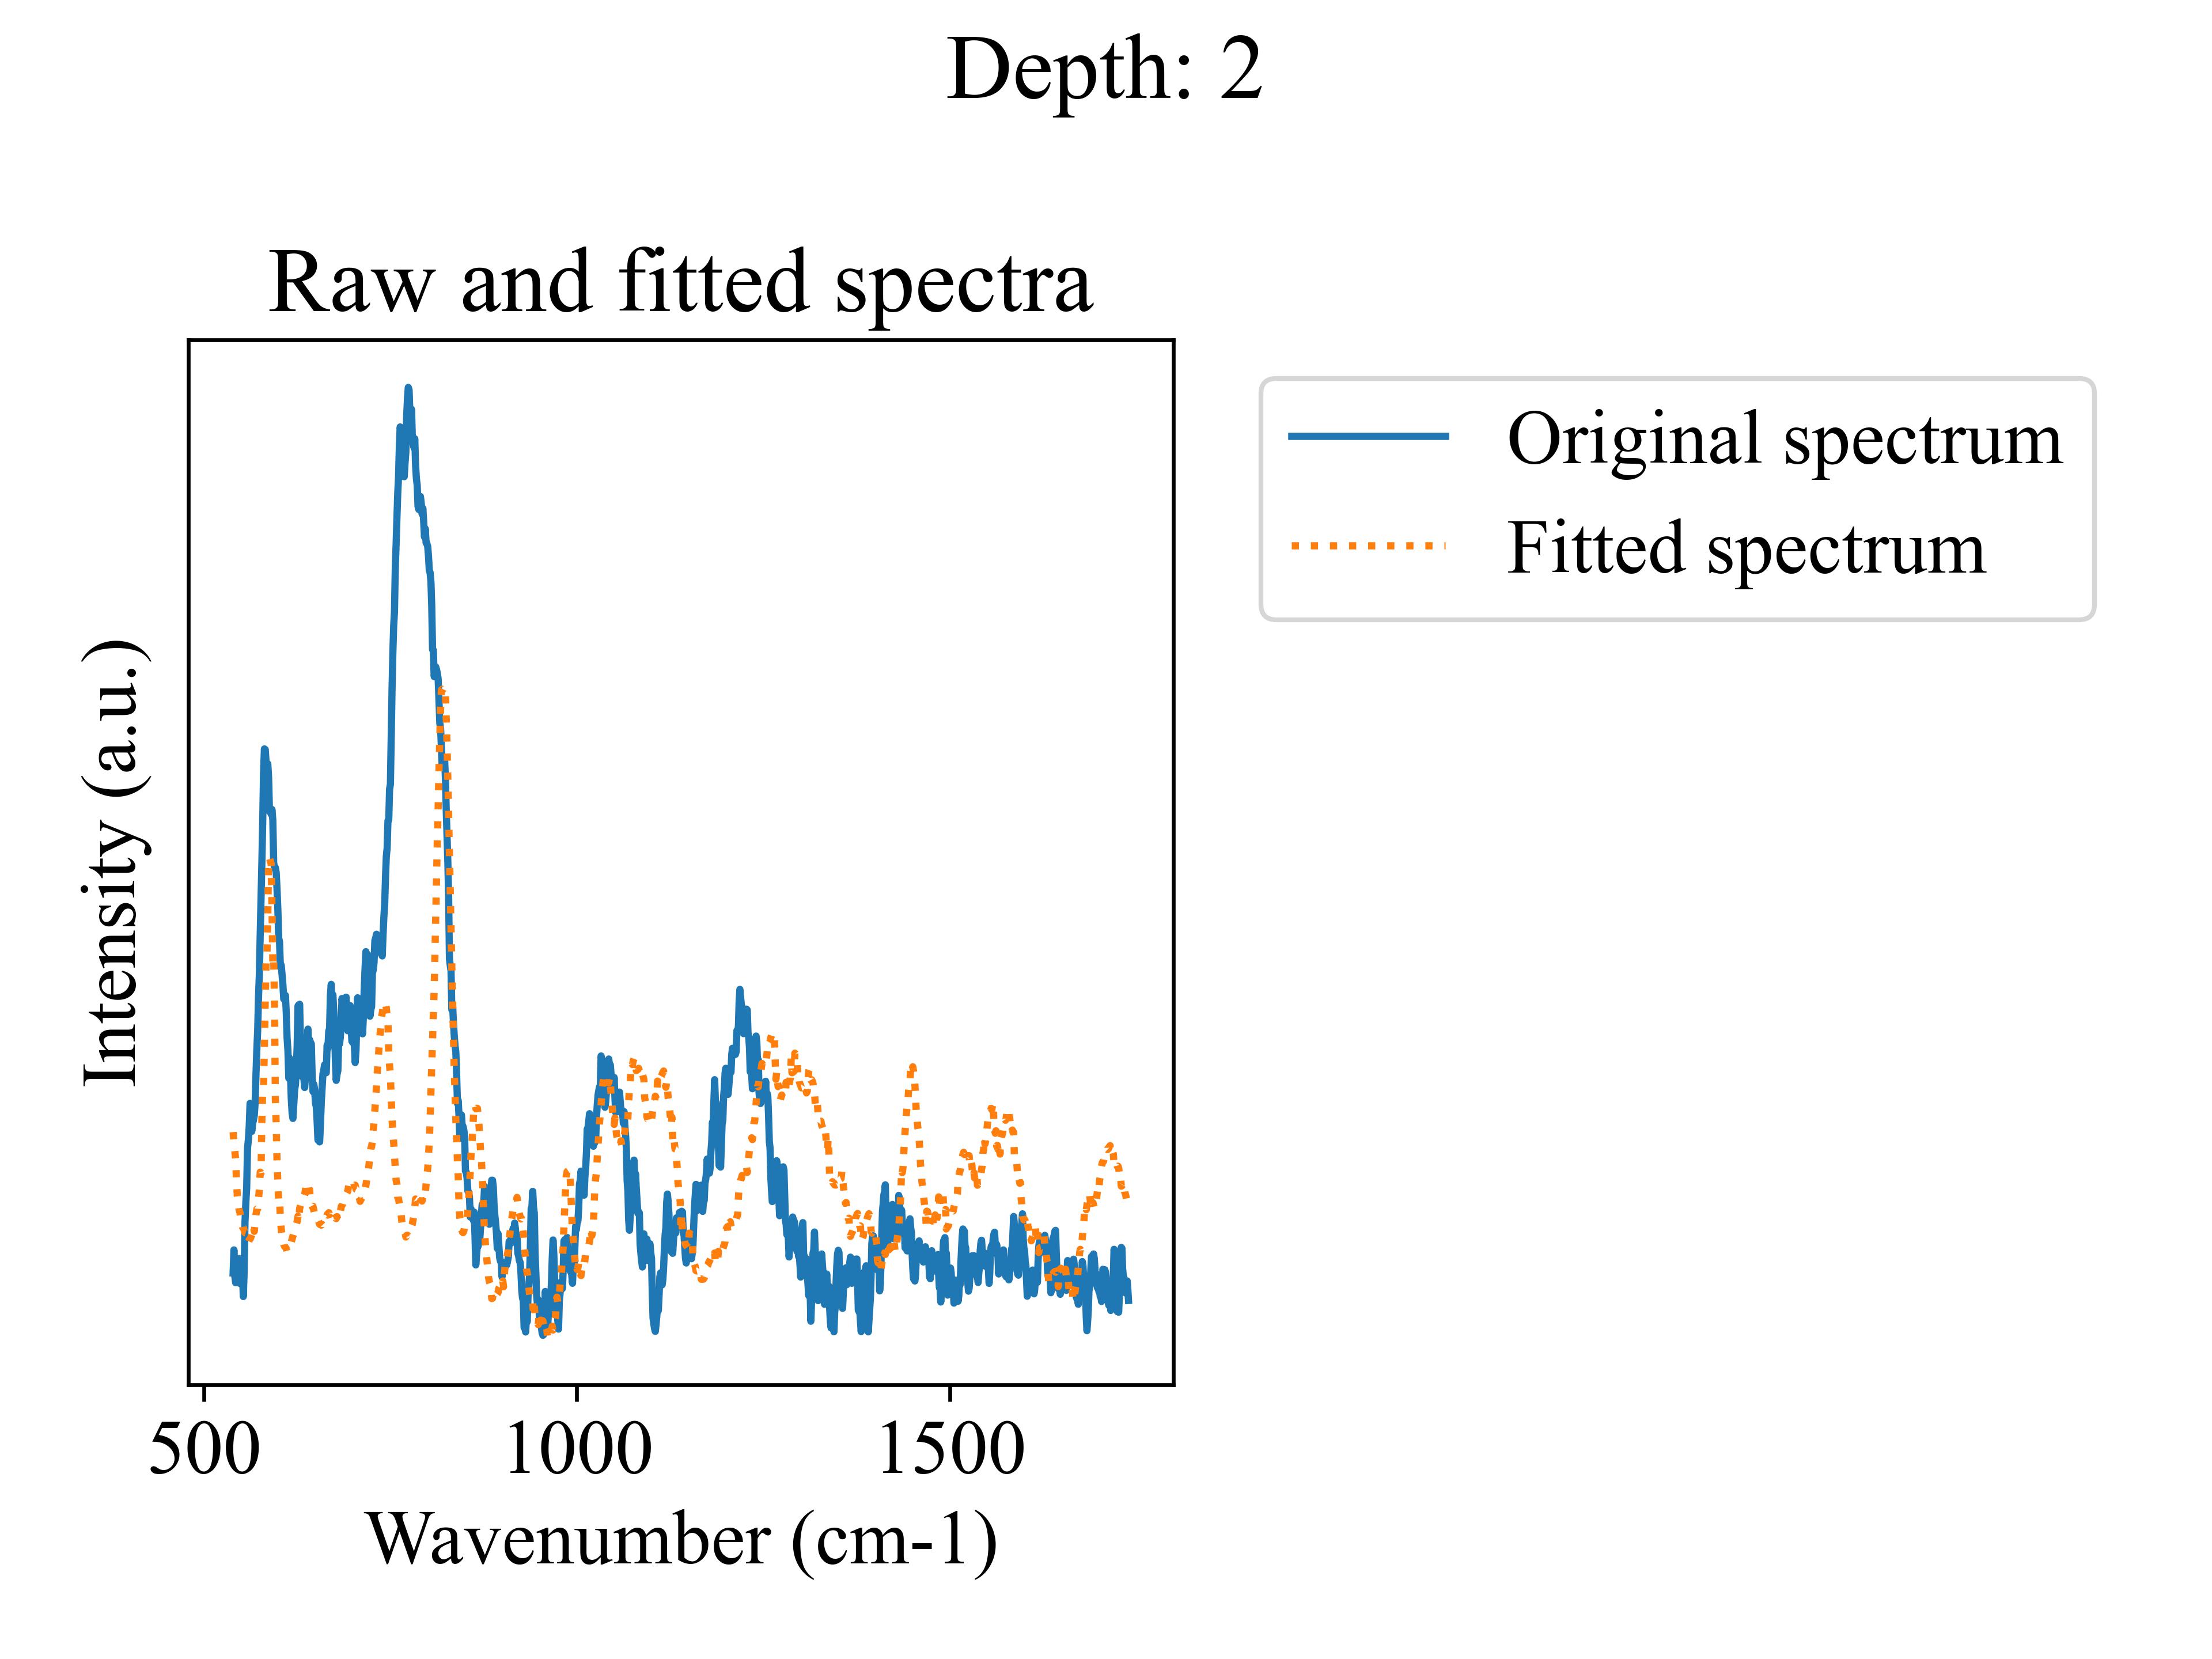 Depth: 2
Raw and fitted spectra
Original spectrum
Fitted spectrum
Intensity (a.u.)
500 1000 1500
Wavenumber (cm-1)